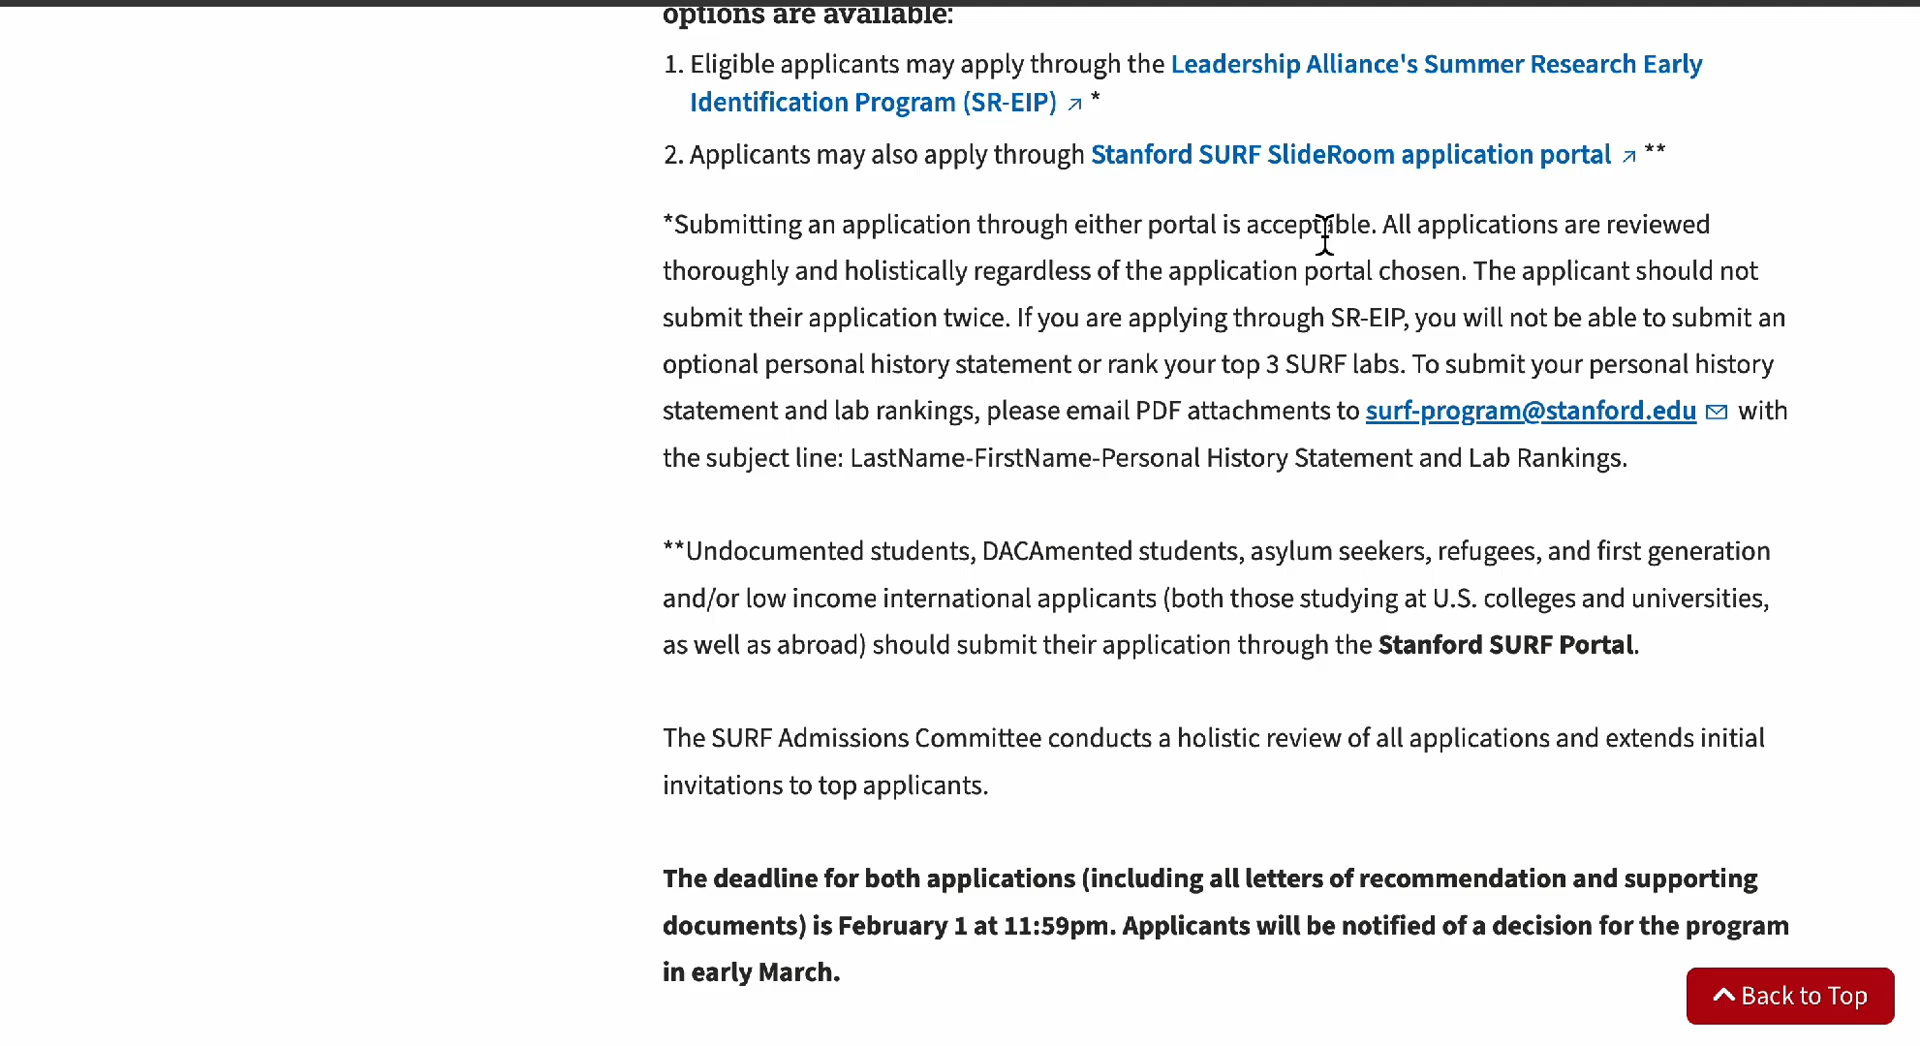 options are available:
1. Eligible applicants may apply through the Leadership Alliance's Summer Research Early
Identification Program (SR-EIP) *
2. Applicants may also apply through Stanford SURF SlideRoom application portal **
*Submitting an application through either portal is acceptible. All applications are reviewed
thoroughly and holistically regardless of the application portal chosen. The applicant should not
submit their application twice. If you are applying through SR-EIP, you will not be able to submit an
optional personal history statement or rank your top 3 SURF labs. To submit your personal history
statement and lab rankings, please email PDF attachments to surf-program@stanford.edu with
the subject line: LastName-FirstName-Personal History Statement and Lab Rankings.
**Undocumented students, DACAmented students, asylum seekers, refugees, and first generation
and/or low income international applicants (both those studying at U.S. colleges and universities,
as well as abroad) should submit their application through the Stanford SURF Portal.
The SURF Admissions Committee conducts a holistic review of all applications and extends initial
invitations to top applicants.
The deadline for both applications (including all letters of recommendation and supporting
documents) is February 1 at 11:59pm. Applicants will be notified of a decision for the program
in early March.
Back to Top